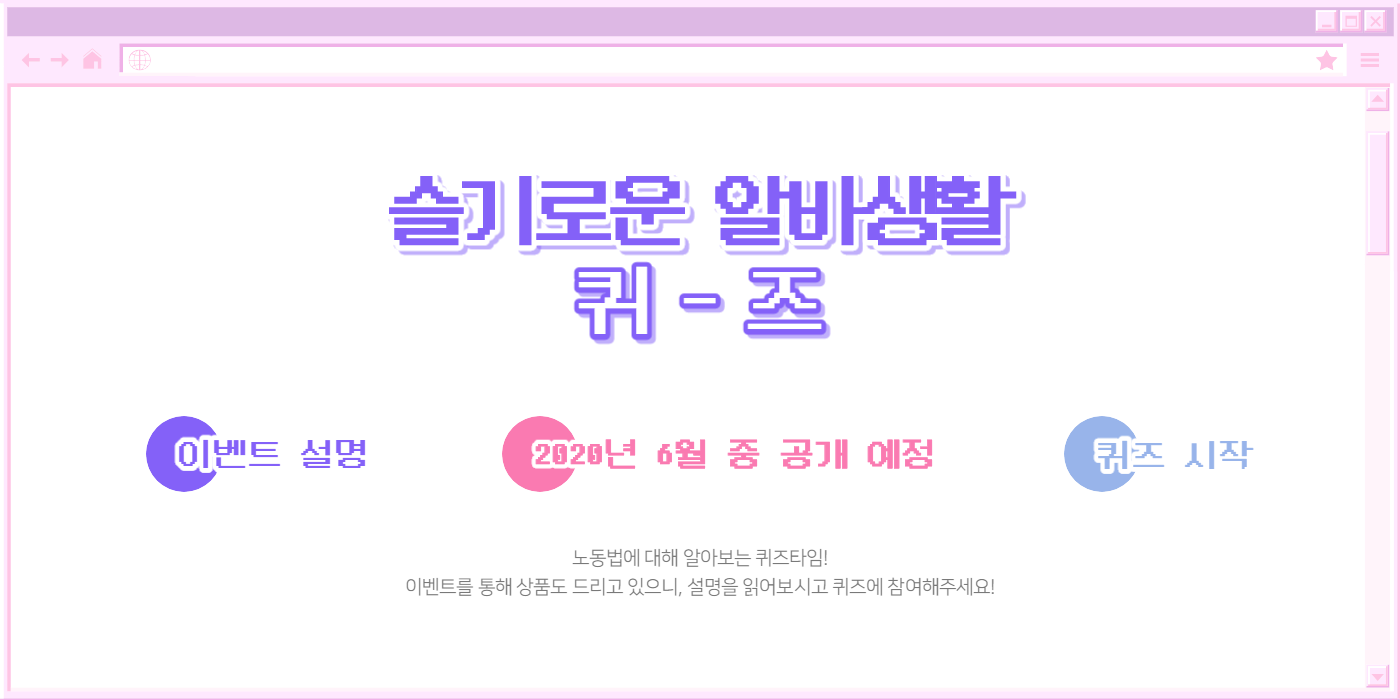 슬기로운 알바생활
퀴 - 즈
이벤트 설명
2020년 6월 중 공개 예정
퀴즈 시작
노동법에 대해 알아보는 퀴즈타임!
이벤트를 통해 상품도 드리고 있으니, 설명을 읽어보시고 퀴즈에 참여해주세요!